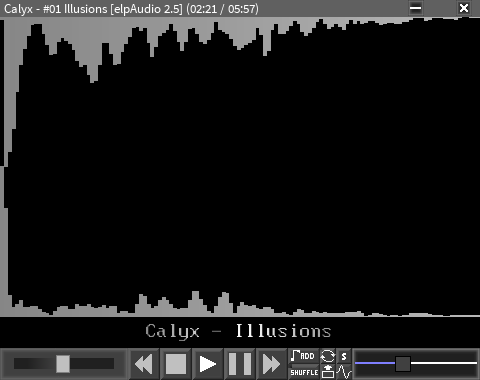 Calyx - #01 Illusions [elpAudio 2.5] (02:21 / 05:57)
Calyx - Illusions
ADD
S
SHUFFLE